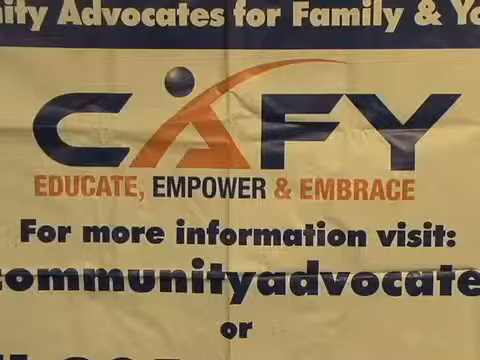 ity Advocates for Family & Yo
CAFY
EDUCATE, EMPOWER & EMBRACE
For more information visit:
communityadvocate
or